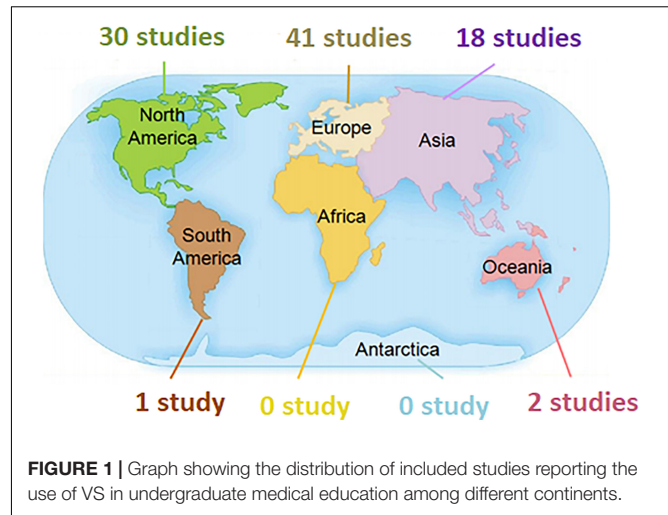 30 studies
41 studies
18 studies
North
America
Europe
Asia
Africa
South
America
Oceania
Antarctica
1 study
0 study
0 study
2 studies
FIGURE 1 | Graph showing the distribution of included studies reporting the
use of VS in undergraduate medical education among different continents.